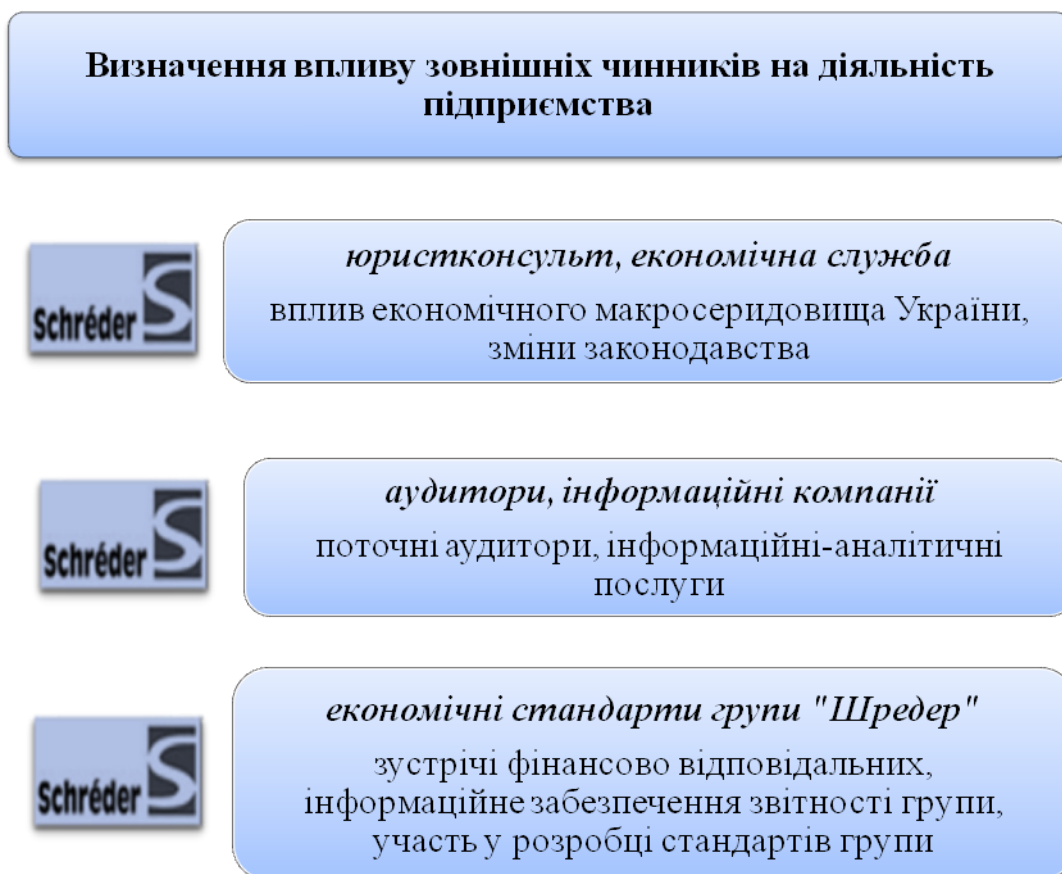 Визначення впливу зовнішніх чинників на діяльність
підприємства
Schréder
юристконсульт, економічна служба
вплив економічного макросеридовища України,
зміни законодавства
Schréder
аудитори, інформаційні компанії
поточні аудитори, інформаційні-аналітичні
послуги
Schréder
економічні стандарти групи "Шредер"
зустрічі фінансово відповідальних,
інформаційне забезпечення звітності групи,
участь у розробці стандартів групи